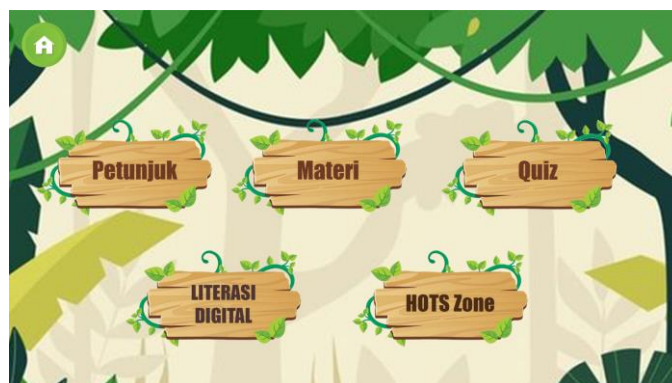 Petunjuk
Materi
Quiz
LITERASI
DIGITAL
HOTS Zone